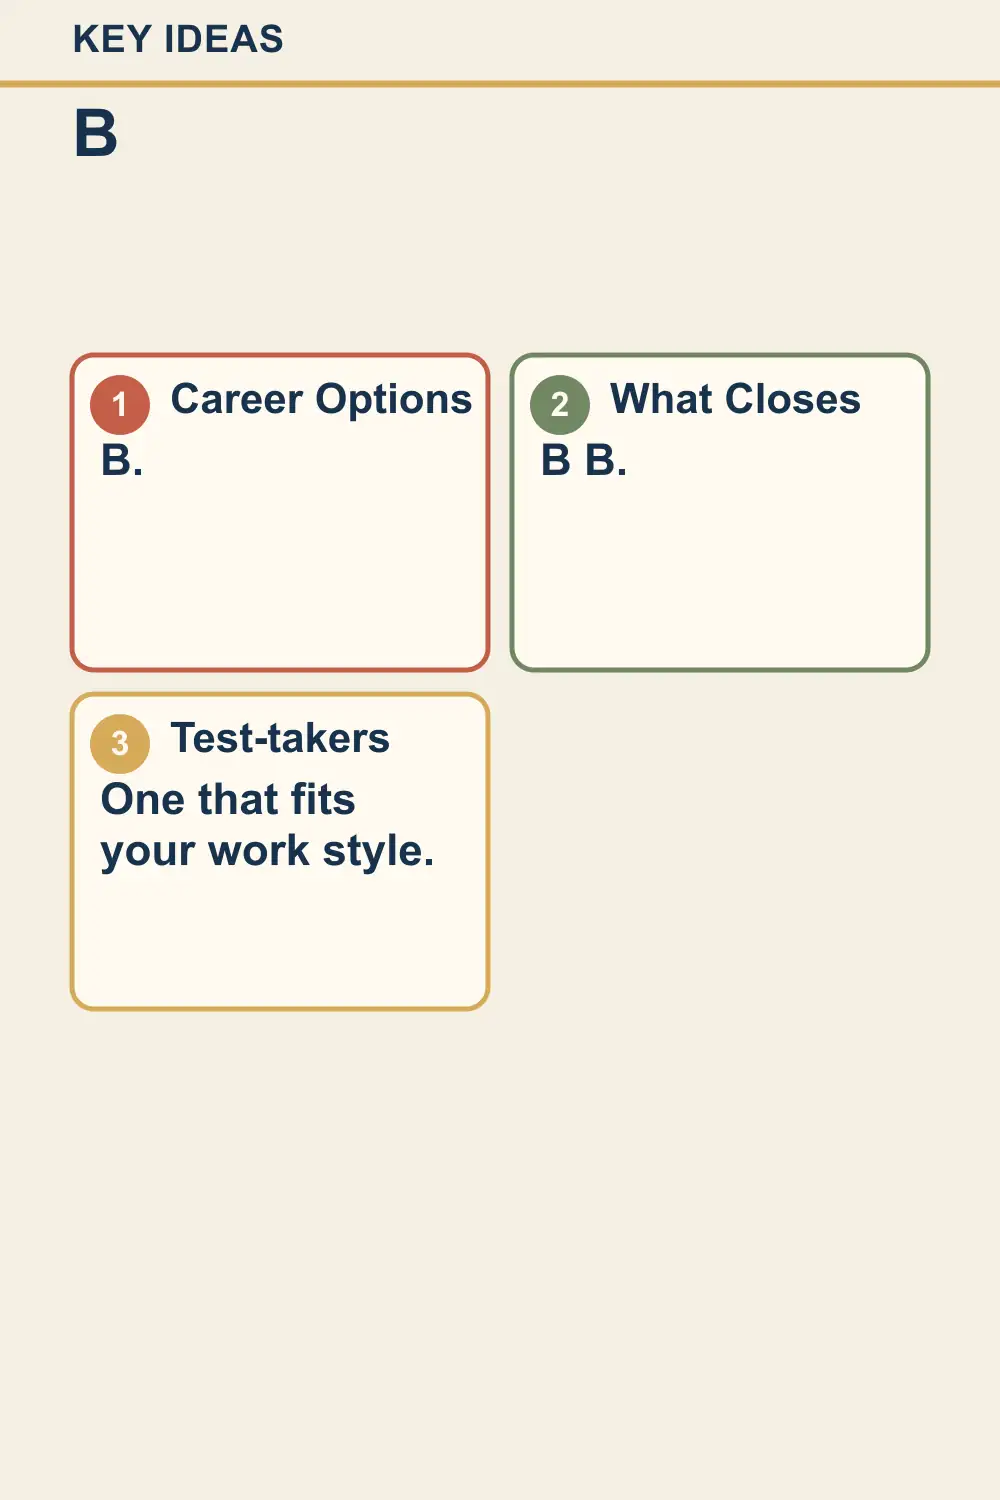 KEY IDEAS
B
1 Career Options
B.
2 What Closes
B B.
3 Test-takers
One that fits
your work style.